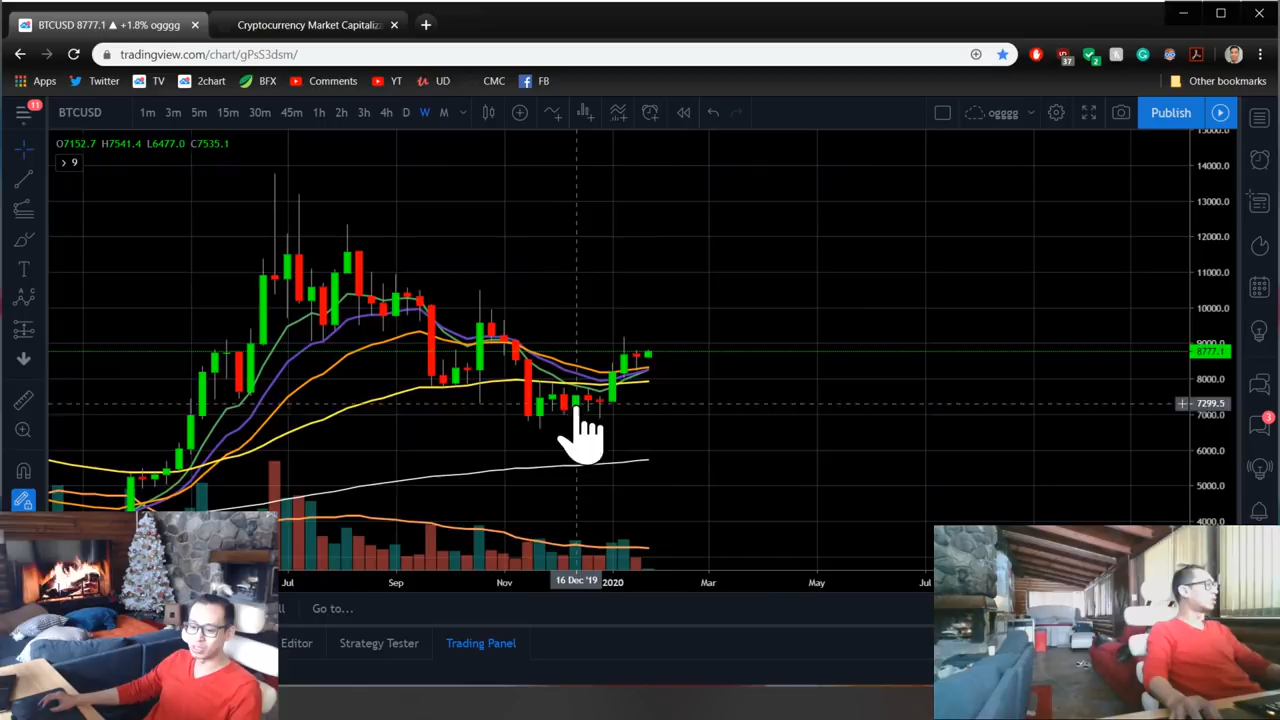 BTCUSD 8777.1 ▲ +1.8% ogggg
Cryptocurrency Market Capitaliz
tradingview.com/chart/gPsS3dsm/
37
2
Apps
Twitter
TV
2chart
BFX
Comments
YT
UD
CMC
FB
Other bookmarks
11
BTCUSD
1m 3m 5m 15m 30m 45m 1h 2h 3h 4h D W M
ogggg
Publish
O7152.7 H7541.4 L6477.0 C7535.1
9
15000.0
14000.0
13000.0
12000.0
11000.0
10000.0
9000.0
8777.1
8000.0
7299.5
7000.0
6000.0
5000.0
4000.0
3
Jul
Sep
Nov
16 Dec '19
2020
Mar
May
Jul
Go to...
Editor
Strategy Tester
Trading Panel